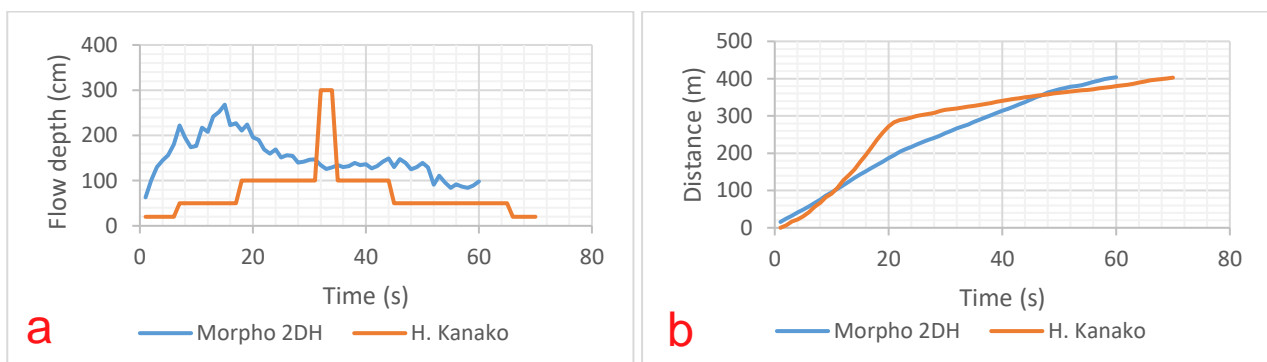 400
300
200
100
0
Flow depth (cm)
0 20 40 60 80
Time (s)
Morpho 2DH H. Kanako
a
500
400
300
200
100
0
Distance (m)
0 20 40 60 80
Time (s)
Morpho 2DH H. Kanako
b